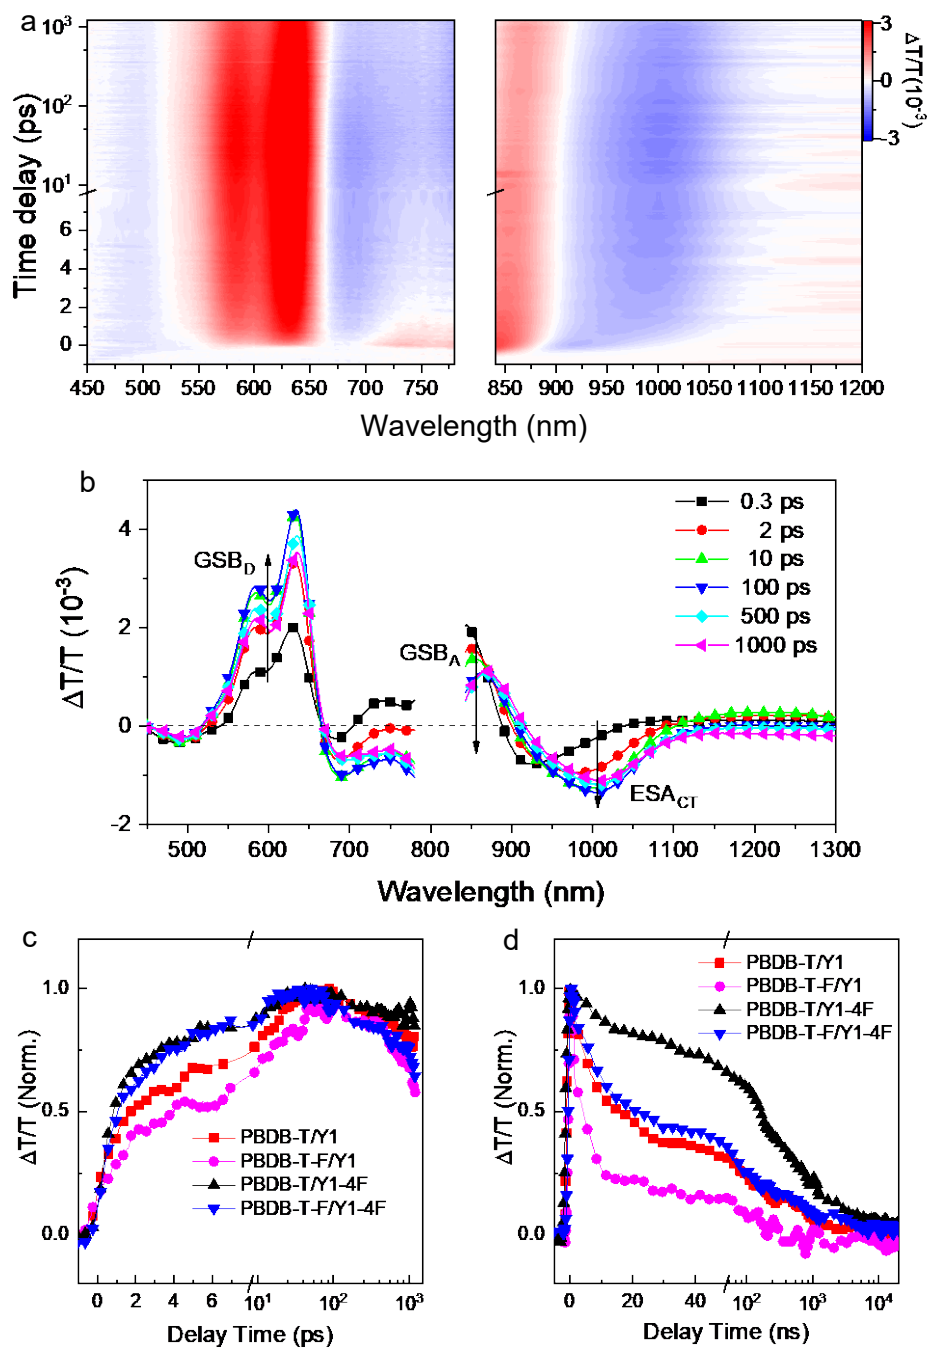 a
10³
10²
10¹
6
4
2
0
Time delay (ps)
450 500 550 600 650 700 750
850 900 950 1000 1050 1100 1150 1200
Wavelength (nm)
3
0
-3
ΔT/T (10⁻³)
b
4
2
0
-2
ΔT/T (10⁻³)
GSB_D
GSB_A
ESA_CT
0.3 ps
2 ps
10 ps
100 ps
500 ps
1000 ps
500 600 700 800 900 1000 1100 1200 1300
Wavelength (nm)
c
1.0
0.5
0.0
ΔT/T (Norm.)
PBDB-T/Y1
PBDB-T-F/Y1
PBDB-T/Y1-4F
PBDB-T-F/Y1-4F
0 2 4 6 10¹ 10² 10³
Delay Time (ps)
d
1.0
0.5
0.0
ΔT/T (Norm.)
PBDB-T/Y1
PBDB-T-F/Y1
PBDB-T/Y1-4F
PBDB-T-F/Y1-4F
0 20 40 10² 10³ 10⁴
Delay Time (ns)